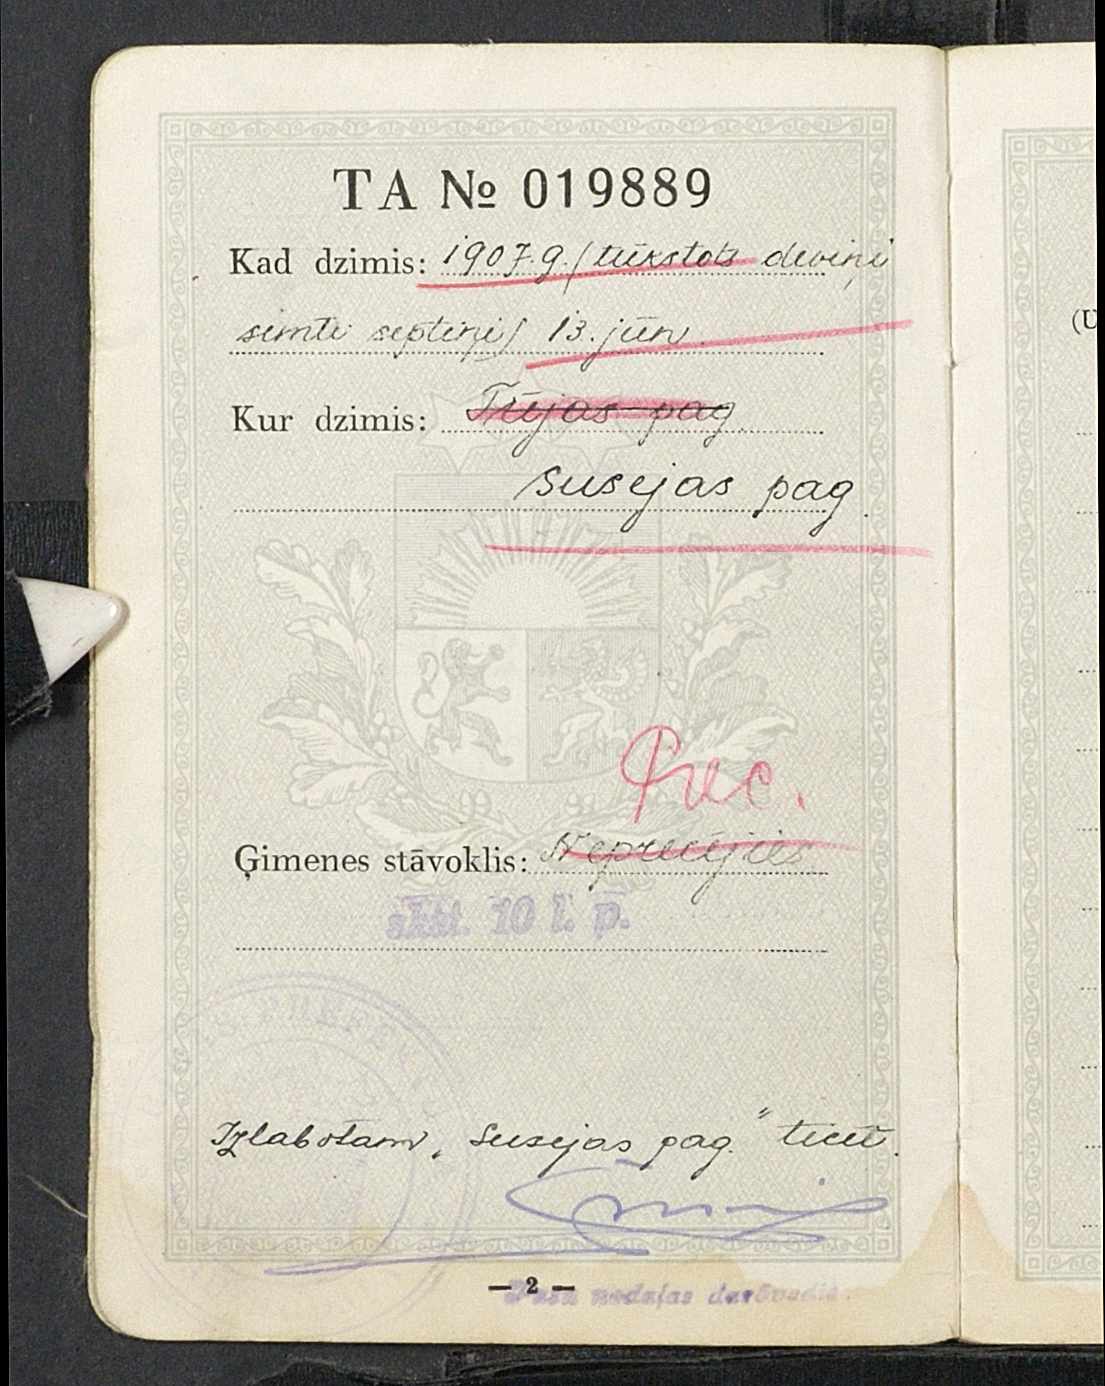 TA № 019889
Kad dzimis: 1907.g. (tūkstots deviņi
simti septiņi) 13. jūn.
Kur dzimis: Tūjas pag.
Susejas pag.
Prec.
Ģimenes stāvoklis: Neprecējies
skat. 10 l. p.
S. PREFEK
Izlabotam „Susejas pag.” ticēt.
— 2 —
nodaļas darbvedis.
(U